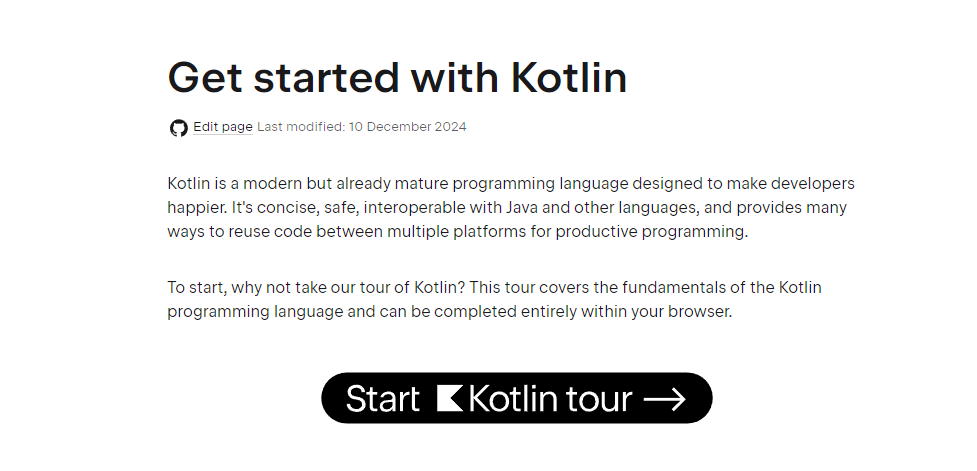 Get started with Kotlin
Edit page Last modified: 10 December 2024
Kotlin is a modern but already mature programming language designed to make developers
happier. It's concise, safe, interoperable with Java and other languages, and provides many
ways to reuse code between multiple platforms for productive programming.
To start, why not take our tour of Kotlin? This tour covers the fundamentals of the Kotlin
programming language and can be completed entirely within your browser.
Start Kotlin tour →